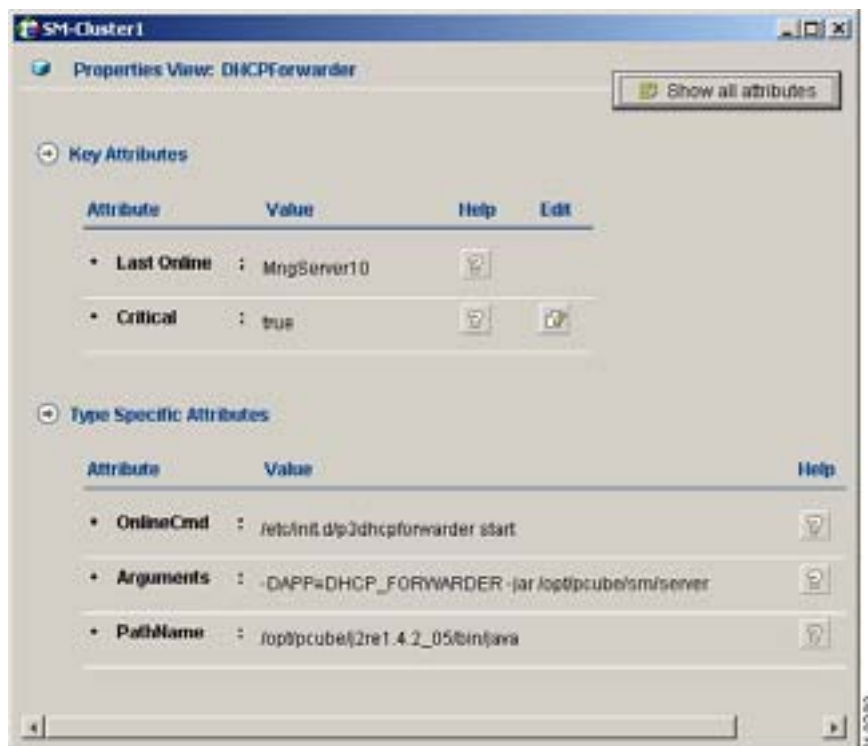 SM-Cluster1
Properties View: DHCPForwarder
Show all attributes
Key Attributes
Attribute Value Help Edit
• Last Online : MngServer10
• Critical : true
Type Specific Attributes
Attribute Value Help
• OnlineCmd : /etc/init.d/p3dhcpforwarder start
• Arguments : -DAPP=DHCP_FORWARDER -jar /opt/pcube/sm/server
• PathName : /opt/pcube/j2re1.4.2_05/bin/java